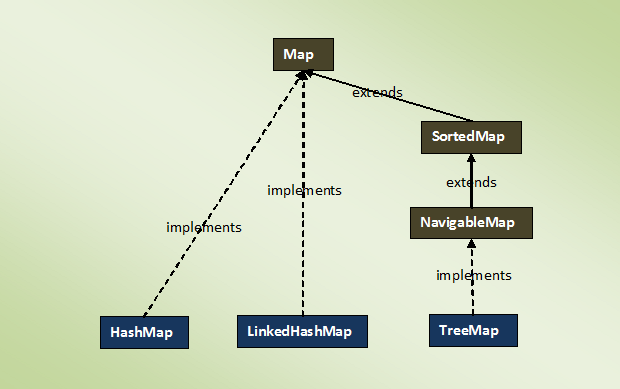 Map
extends
SortedMap
extends
implements
NavigableMap
implements
implements
HashMap
LinkedHashMap
TreeMap